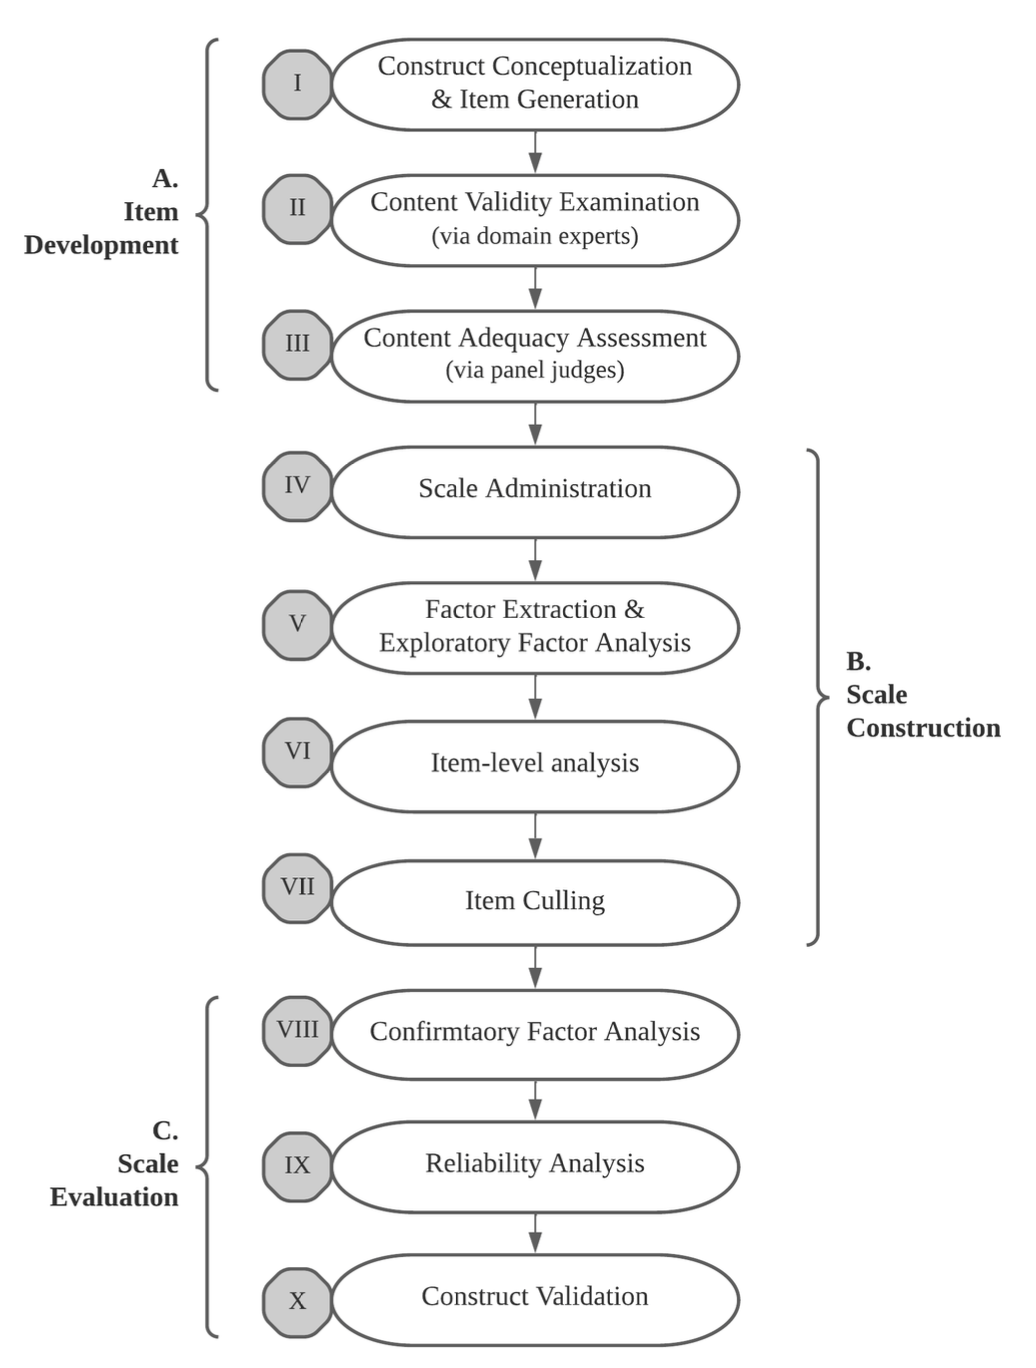 A.
Item
Development
I
Construct Conceptualization
& Item Generation
II
Content Validity Examination
(via domain experts)
III
Content Adequacy Assessment
(via panel judges)
B.
Scale
Construction
IV
Scale Administration
V
Factor Extraction &
Exploratory Factor Analysis
VI
Item-level analysis
VII
Item Culling
C.
Scale
Evaluation
VIII
Confirmtaory Factor Analysis
IX
Reliability Analysis
X
Construct Validation